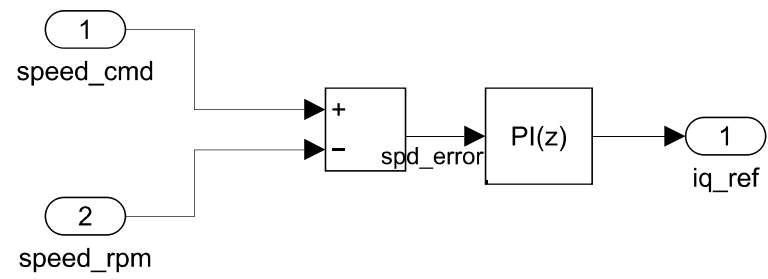 1
speed_cmd
+
−
spd_error
PI(z)
1
iq_ref
2
speed_rpm